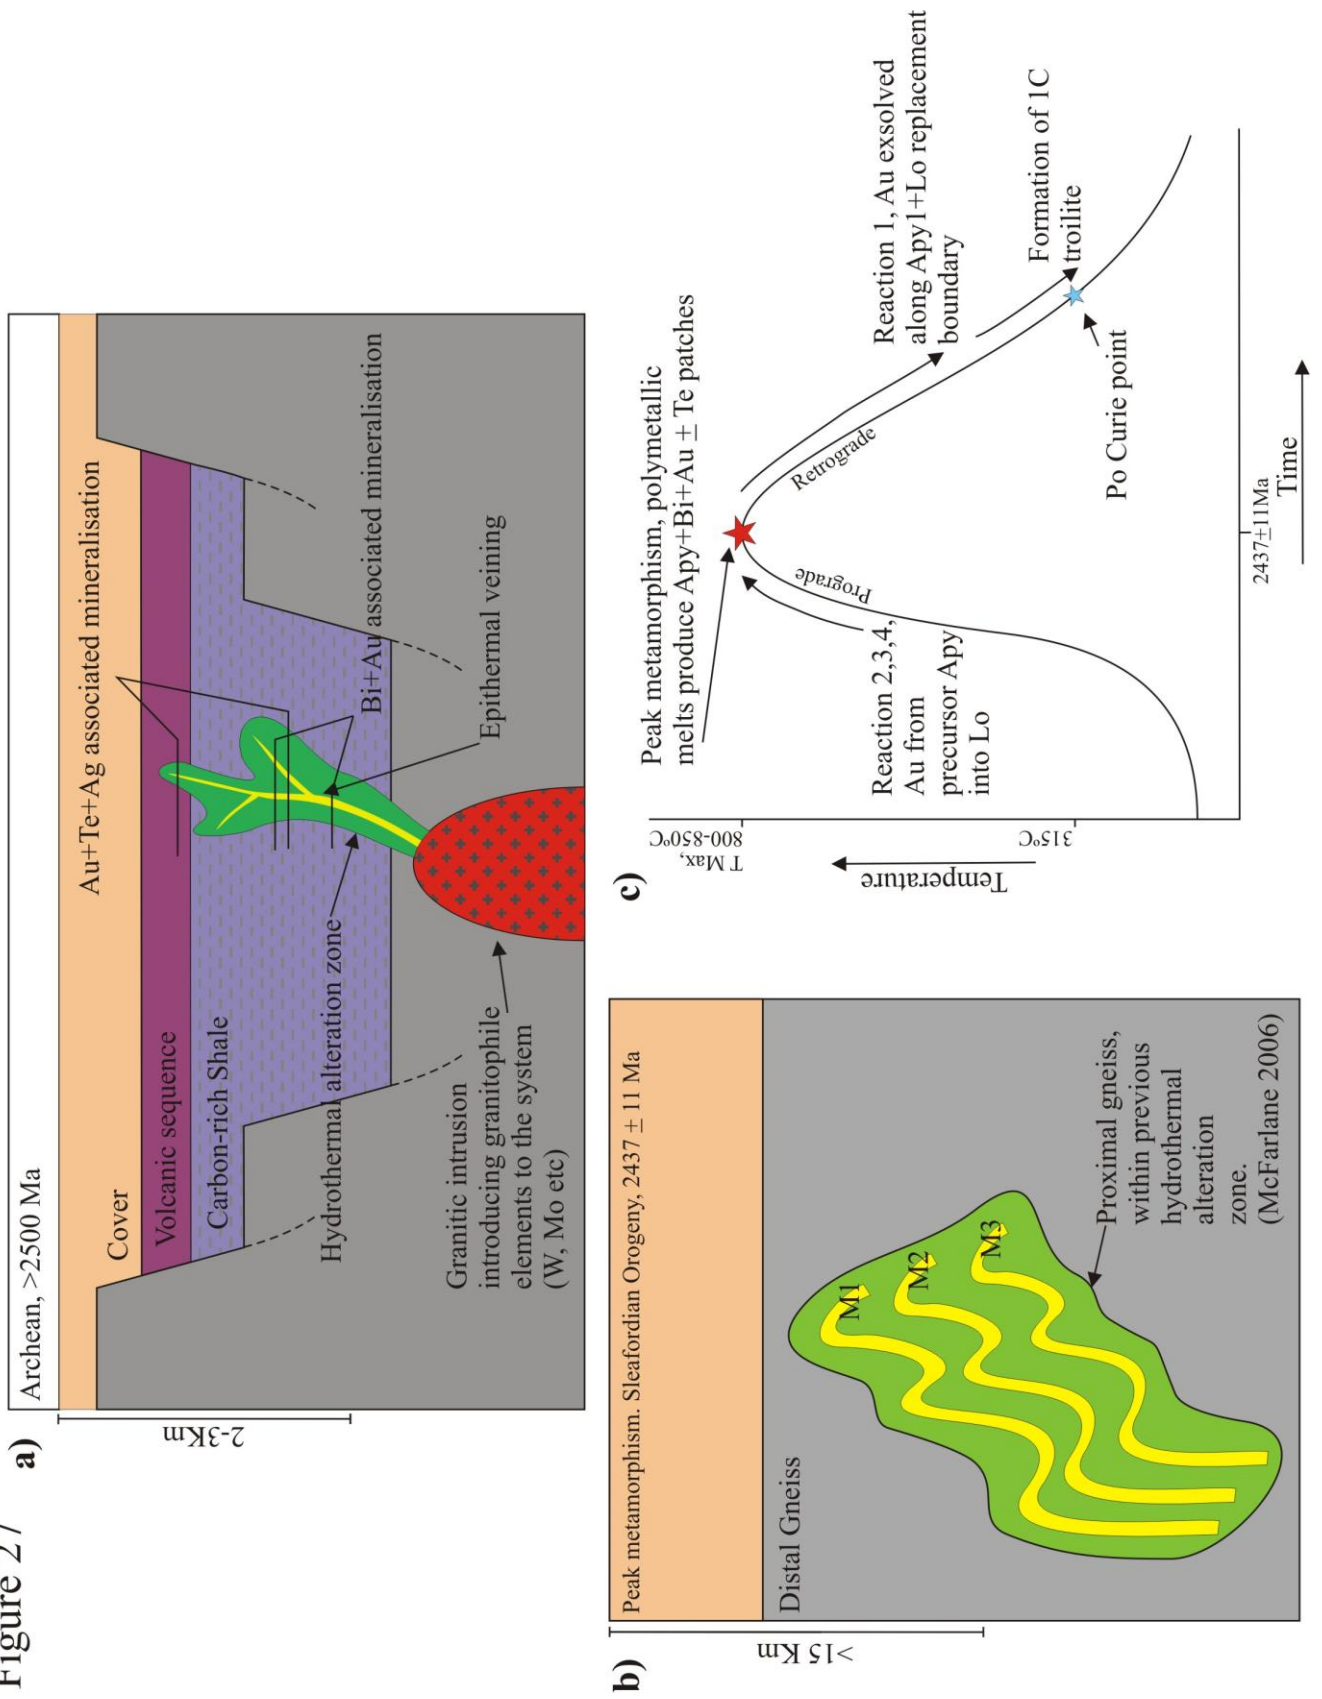 Figure 27
a)
Archean, >2500 Ma
2-3Km
Cover
Au+Te+Ag associated mineralisation
Volcanic sequence
Carbon-rich Shale
Hydrothermal alteration zone
Bi+Au associated mineralisation
Epithermal veining
Granitic intrusion
introducing granitophile
elements to the system
(W, Mo etc)
b)
Peak metamorphism. Sleafordian Orogeny, 2437 ± 11 Ma
>15 Km
Distal Gneiss
M1
M2
M3
Proximal gneiss,
within previous
hydrothermal
alteration
zone.
(McFarlane 2006)
c)
Peak metamorphism, polymetallic
melts produce Apy+Bi+Au ± Te patches
T Max,
800-850°C
315°C
Temperature
Prograde
Retrograde
Reaction 2,3,4,
Au from
precursor Apy
into Lo
Reaction 1, Au exsolved
along Apy1+Lo replacement
boundary
Formation of 1C
troilite
Po Curie point
2437±11Ma
Time